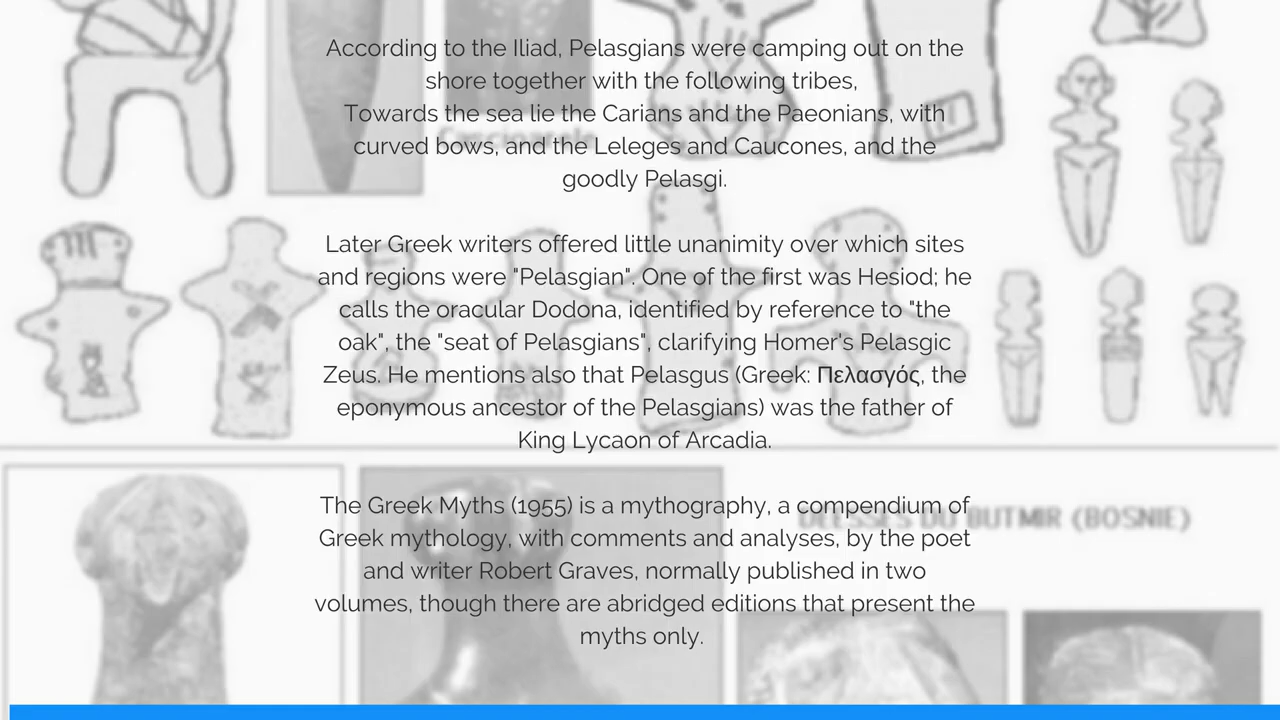 According to the Iliad, Pelasgians were camping out on the
shore together with the following tribes,
Towards the sea lie the Carians and the Paeonians, with
curved bows, and the Leleges and Caucones, and the
goodly Pelasgi.
Later Greek writers offered little unanimity over which sites
and regions were "Pelasgian". One of the first was Hesiod; he
calls the oracular Dodona, identified by reference to "the
oak", the "seat of Pelasgians", clarifying Homer's Pelasgic
Zeus. He mentions also that Pelasgus (Greek: Πελασγός, the
eponymous ancestor of the Pelasgians) was the father of
King Lycaon of Arcadia.
The Greek Myths (1955) is a mythography, a compendium of
DEESSES DU BUTMIR (BOSNIE)
Greek mythology, with comments and analyses, by the poet
and writer Robert Graves, normally published in two
volumes, though there are abridged editions that present the
myths only.